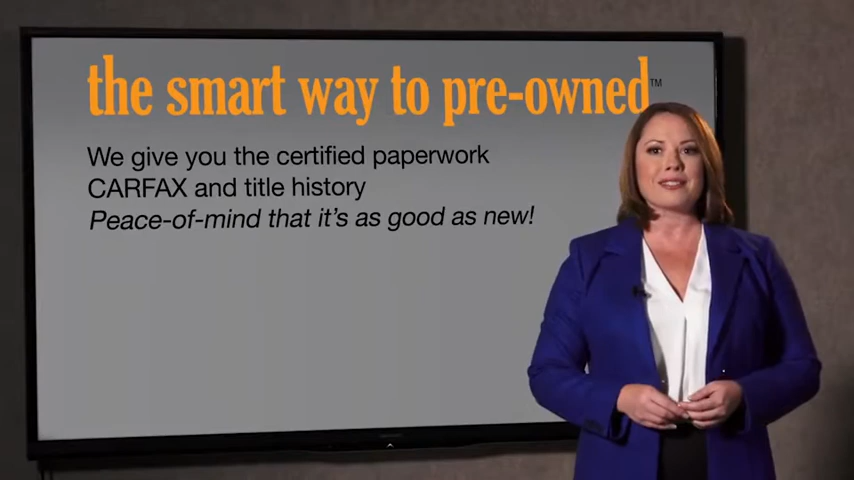 the smart way to pre-owned™
We give you the certified paperwork
CARFAX and title history
Peace-of-mind that it's as good as new!